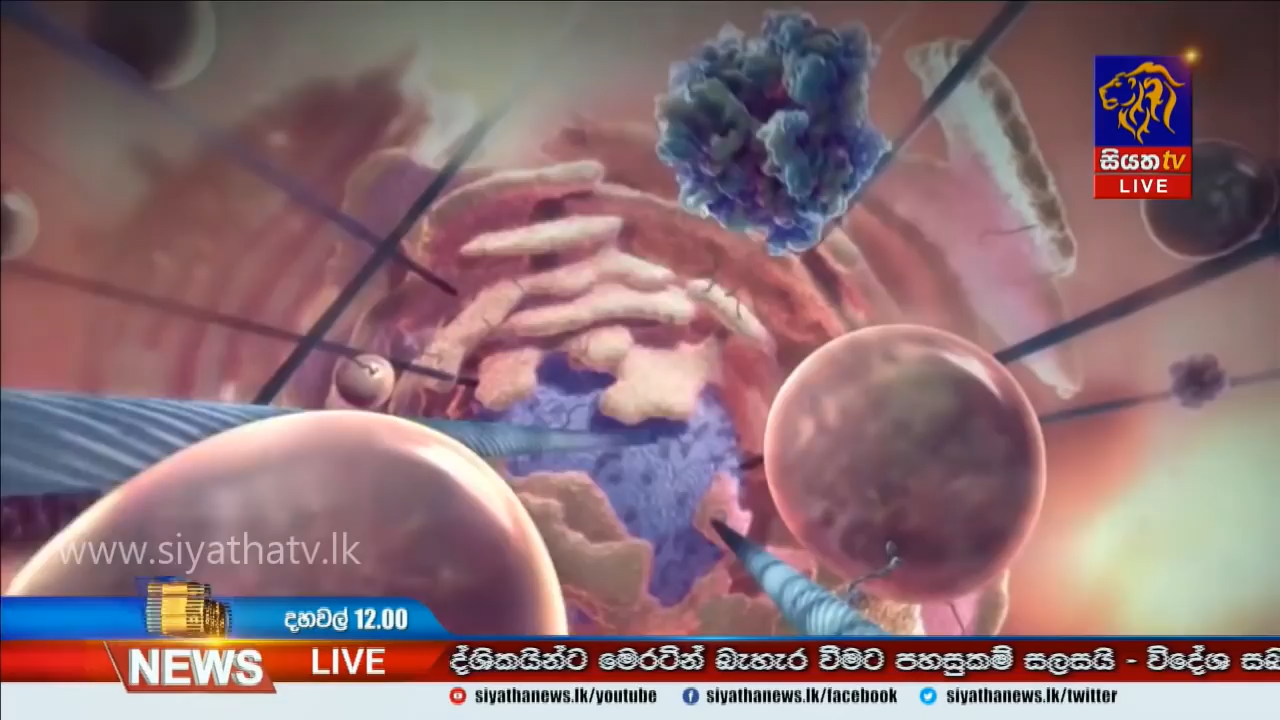 සියත tv
LIVE
www.siyathatv.lk
දහවල් 12.00
NEWS LIVE
ද්ශිකයින්ට මෙරටින් බැහැර වීමට පහසුකම් සලසයි - විදේශ සබ
siyathanews.lk/youtube siyathanews.lk/facebook siyathanews.lk/twitter